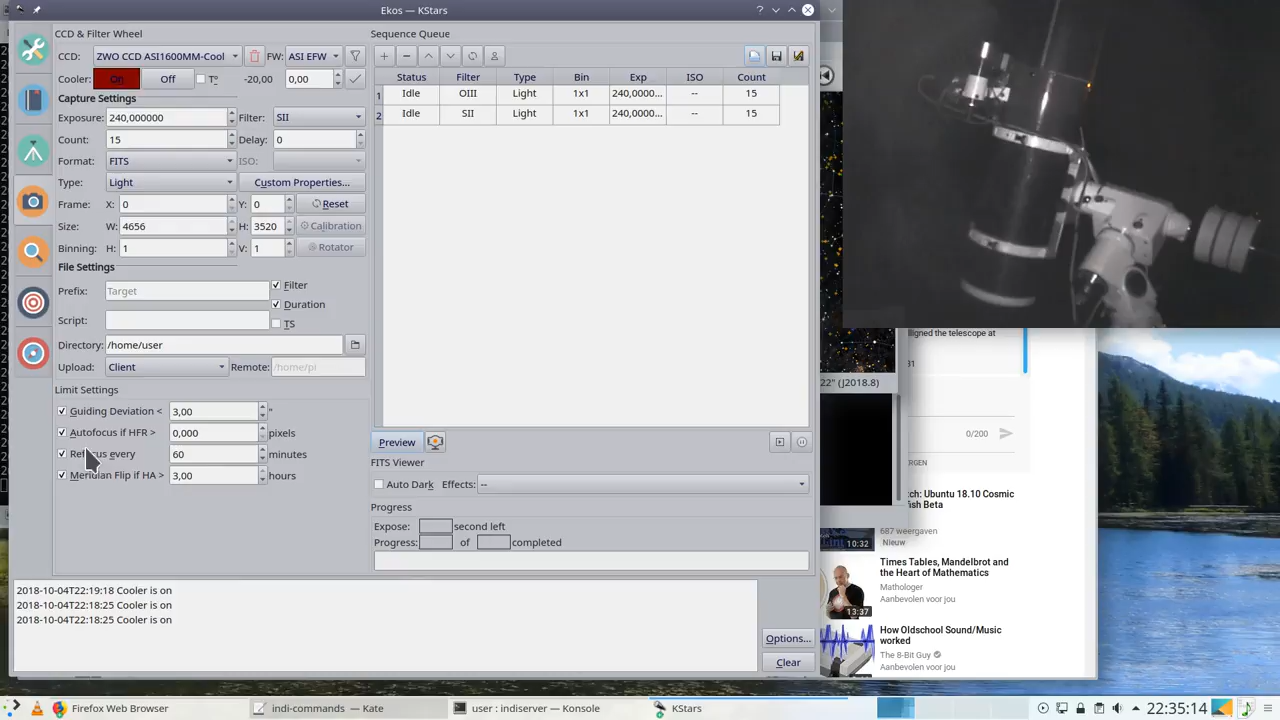 Ekos — KStars
CCD & Filter Wheel
CCD: ZWO CCD ASI1600MM-Cool FW: ASI EFW
Cooler: On Off T° -20,00 0,00
Capture Settings
Exposure: 240,000000 Filter: SII
Count: 15 Delay: 0
Format: FITS ISO:
Type: Light Custom Properties...
Frame: X: 0 Y: 0 Reset
Size: W: 4656 H: 3520 Calibration
Binning: H: 1 V: 1 Rotator
File Settings
Prefix: Target Filter
Duration
Script: TS
Directory: /home/user
Upload: Client Remote: /home/pi
Limit Settings
Guiding Deviation < 3,00 "
Autofocus if HFR > 0,000 pixels
Refocus every 60 minutes
Meridian Flip if HA > 3,00 hours
Sequence Queue
Status Filter Type Bin Exp ISO Count
1 Idle OIII Light 1x1 240,0000... -- 15
2 Idle SII Light 1x1 240,0000... -- 15
Preview
FITS Viewer
Auto Dark Effects: --
Progress
Expose: second left
Progress: of completed
2018-10-04T22:19:18 Cooler is on
2018-10-04T22:18:25 Cooler is on
2018-10-04T22:18:25 Cooler is on
Options...
Clear
ligned the telescope at
31
22" (J2018.8)
0/200
ERGEN
tch: Ubuntu 18.10 Cosmic
fish Beta
687 weergaven
Nieuw
10:32
Times Tables, Mandelbrot and
the Heart of Mathematics
Mathologer
Aanbevolen voor jou
13:37
How Oldschool Sound/Music
worked
The 8-Bit Guy
Aanbevolen voor jou
Firefox Web Browser
indi-commands — Kate
user : indiserver — Konsole
KStars
22:35:14